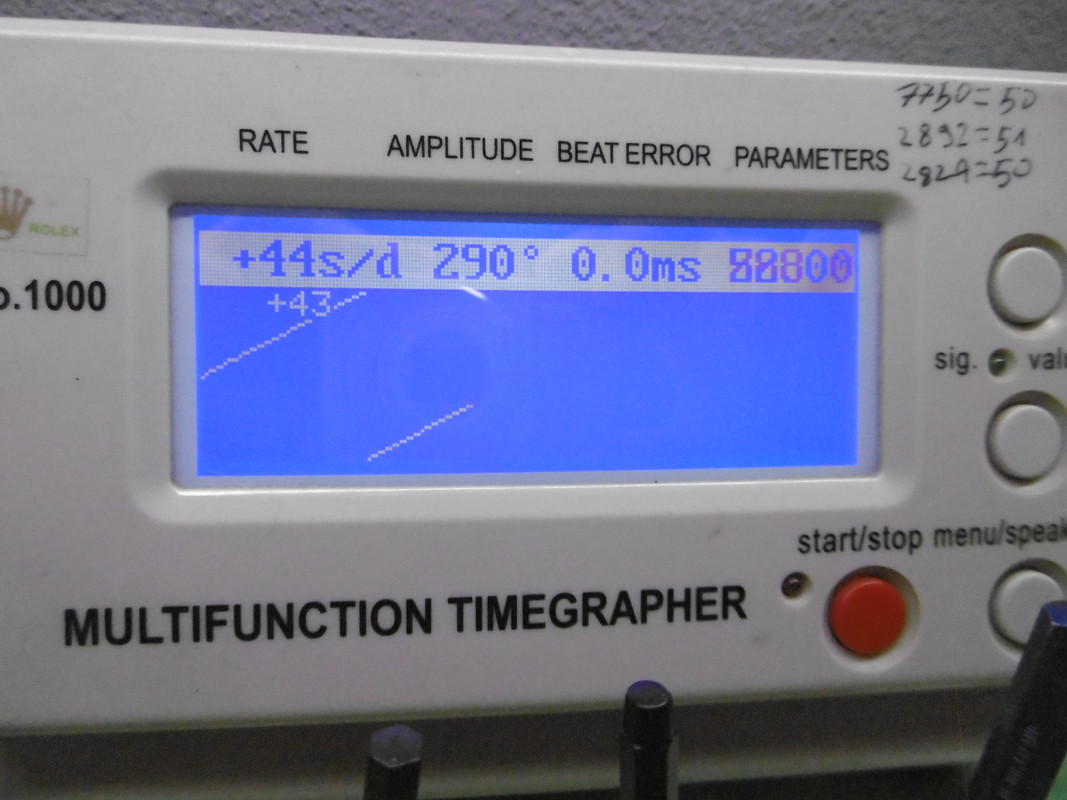 7750=50
2892=51
2824=50
RATE AMPLITUDE BEAT ERROR PARAMETERS
ROLEX
+44s/d 290° 0.0ms
+43
o.1000
sig. valu
start/stop menu/speak
MULTIFUNCTION TIMEGRAPHER